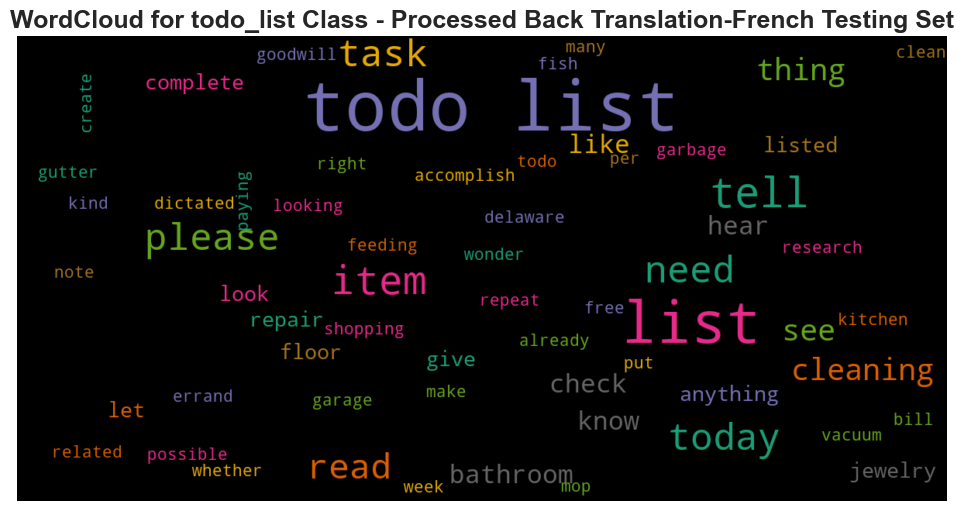 WordCloud for todo_list Class - Processed Back Translation-French Testing Set
goodwill task many clean
fish
complete thing
create
todo list
like garbage listed
right todo per
gutter accomplish
paying
kind dictated looking tell
delaware hear
please feeding research
wonder
note item need
look repeat free
repair shopping list see kitchen
already
floor give put cleaning
check
errand garage make anything
let know bill
today vacuum
related possible
whether read bathroom jewelry
week mop